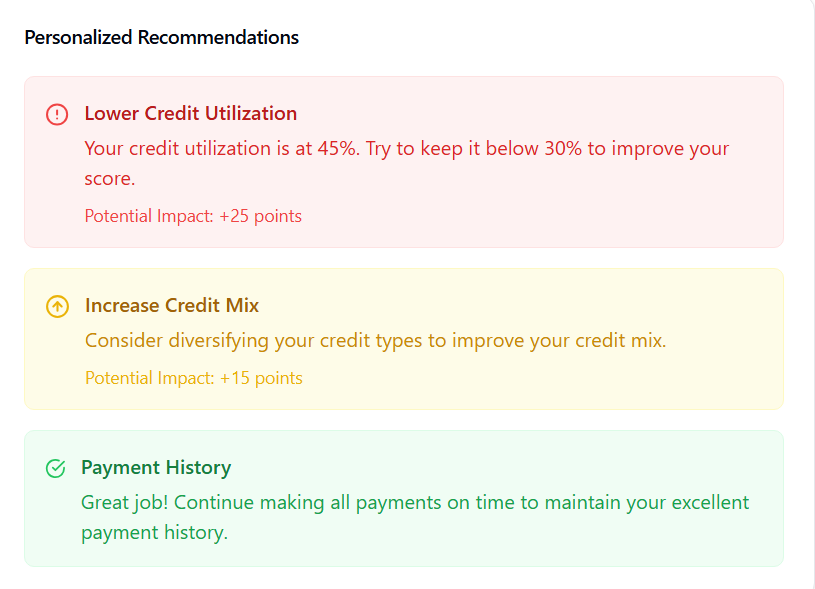 Personalized Recommendations
Lower Credit Utilization
Your credit utilization is at 45%. Try to keep it below 30% to improve your
score.
Potential Impact: +25 points
Increase Credit Mix
Consider diversifying your credit types to improve your credit mix.
Potential Impact: +15 points
Payment History
Great job! Continue making all payments on time to maintain your excellent
payment history.